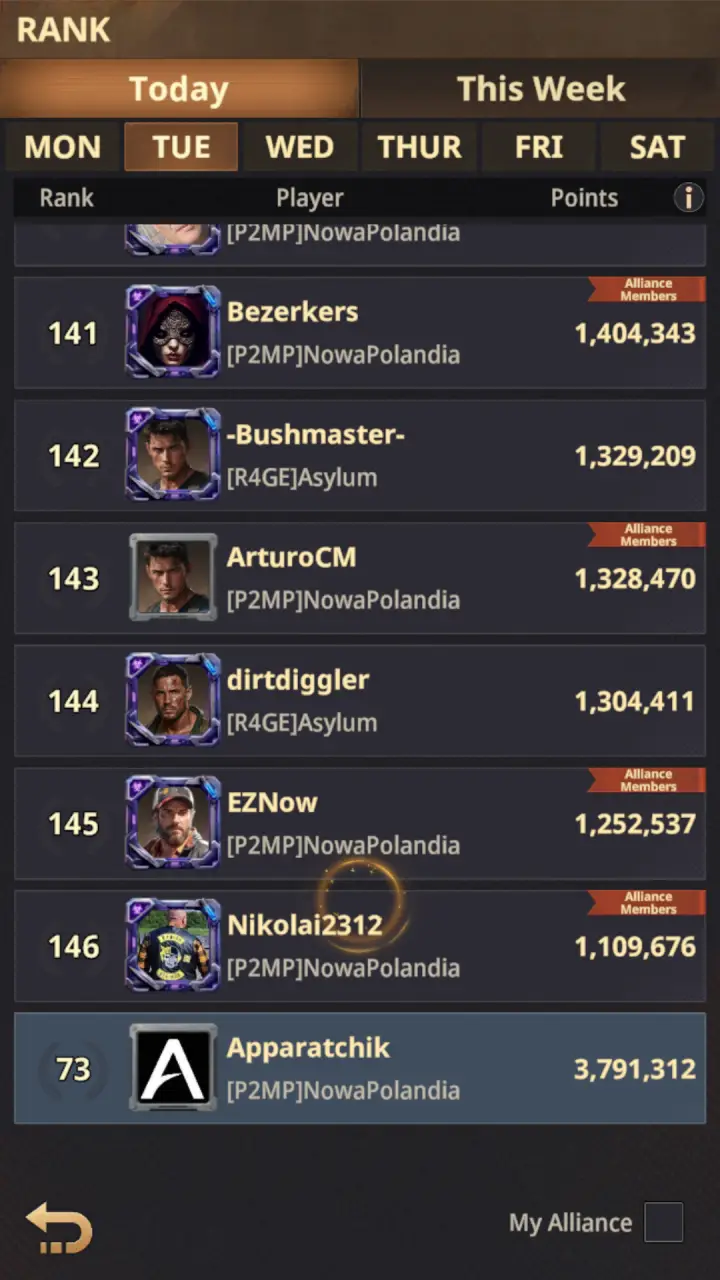 RANK
Today This Week
MON TUE WED THUR FRI SAT
Rank Player Points i
[P2MP]NowaPolandia
Alliance
Members
141 Bezerkers 1,404,343
[P2MP]NowaPolandia
142 -Bushmaster- 1,329,209
[R4GE]Asylum
Alliance
Members
143 ArturoCM 1,328,470
[P2MP]NowaPolandia
144 dirtdiggler 1,304,411
[R4GE]Asylum
Alliance
Members
145 EZNow 1,252,537
[P2MP]NowaPolandia
Alliance
Members
146 Nikolai2312 1,109,676
[P2MP]NowaPolandia
73 Apparatchik 3,791,312
[P2MP]NowaPolandia
My Alliance